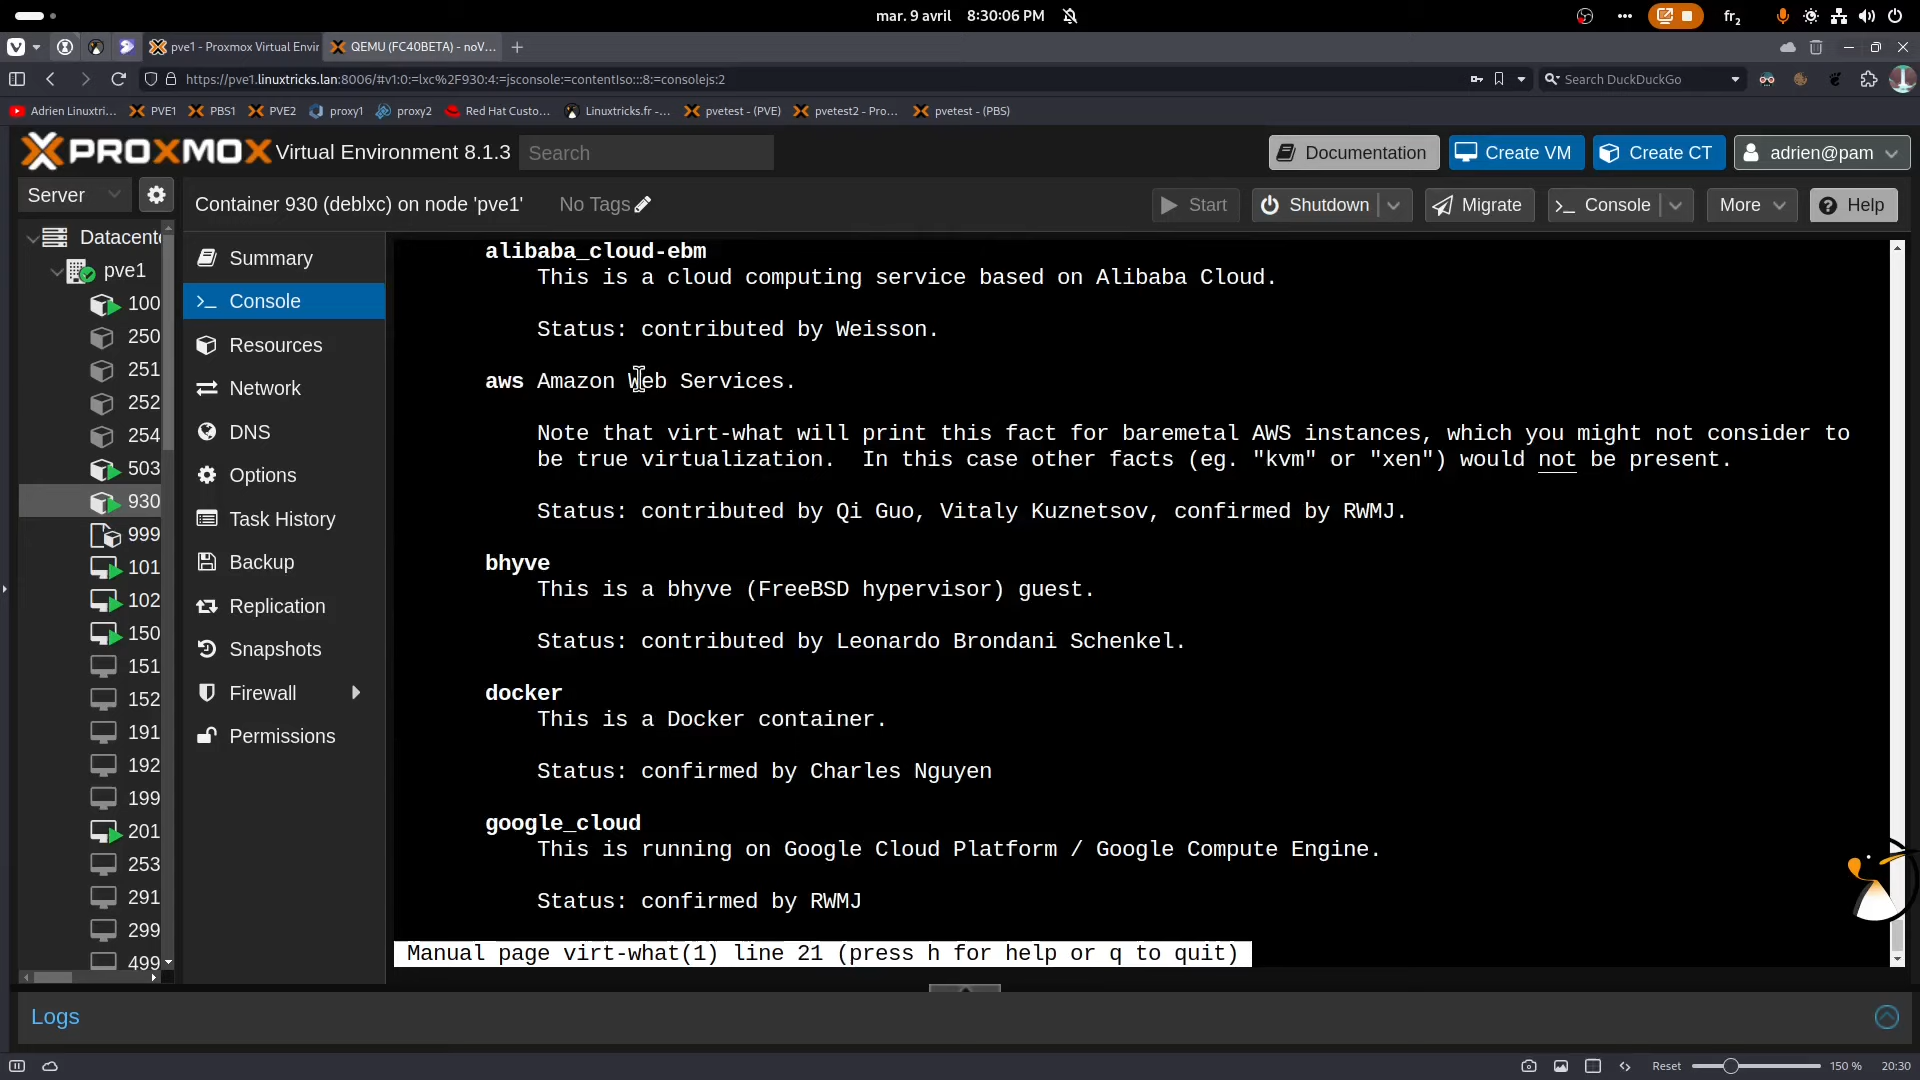 mar. 9 avril 8:30:06 PM
fr2
pve1 - Proxmox Virtual Envir
QEMU (FC40BETA) - noV...
https://pve1.linuxtricks.lan:8006/#v1:0:=lxc%2F930:4:=jsconsole:=contentIso:::8:=consolejs:2
Search DuckDuckGo
Adrien Linuxtri...
PVE1
PBS1
PVE2
proxy1
proxy2
Red Hat Custo...
Linuxtricks.fr -...
pvetest - (PVE)
pvetest2 - Pro...
pvetest - (PBS)
PROXMOX Virtual Environment 8.1.3
Search
Documentation
Create VM
Create CT
adrien@pam
Server
Container 930 (deblxc) on node 'pve1'
No Tags
Start
Shutdown
Migrate
>_ Console
More
Help
Datacent
pve1
100
250
251
252
254
503
930
999
101
102
150
151
152
191
192
199
201
253
291
299
499
Summary
>_ Console
Resources
Network
DNS
Options
Task History
Backup
Replication
Snapshots
Firewall
Permissions
alibaba_cloud-ebm
This is a cloud computing service based on Alibaba Cloud.
Status: contributed by Weisson.
aws Amazon Web Services.
Note that virt-what will print this fact for baremetal AWS instances, which you might not consider to
be true virtualization.  In this case other facts (eg. "kvm" or "xen") would not be present.
Status: contributed by Qi Guo, Vitaly Kuznetsov, confirmed by RWMJ.
bhyve
This is a bhyve (FreeBSD hypervisor) guest.
Status: contributed by Leonardo Brondani Schenkel.
docker
This is a Docker container.
Status: confirmed by Charles Nguyen
google_cloud
This is running on Google Cloud Platform / Google Compute Engine.
Status: confirmed by RWMJ
Manual page virt-what(1) line 21 (press h for help or q to quit)
Logs
Reset
150 %
20:30